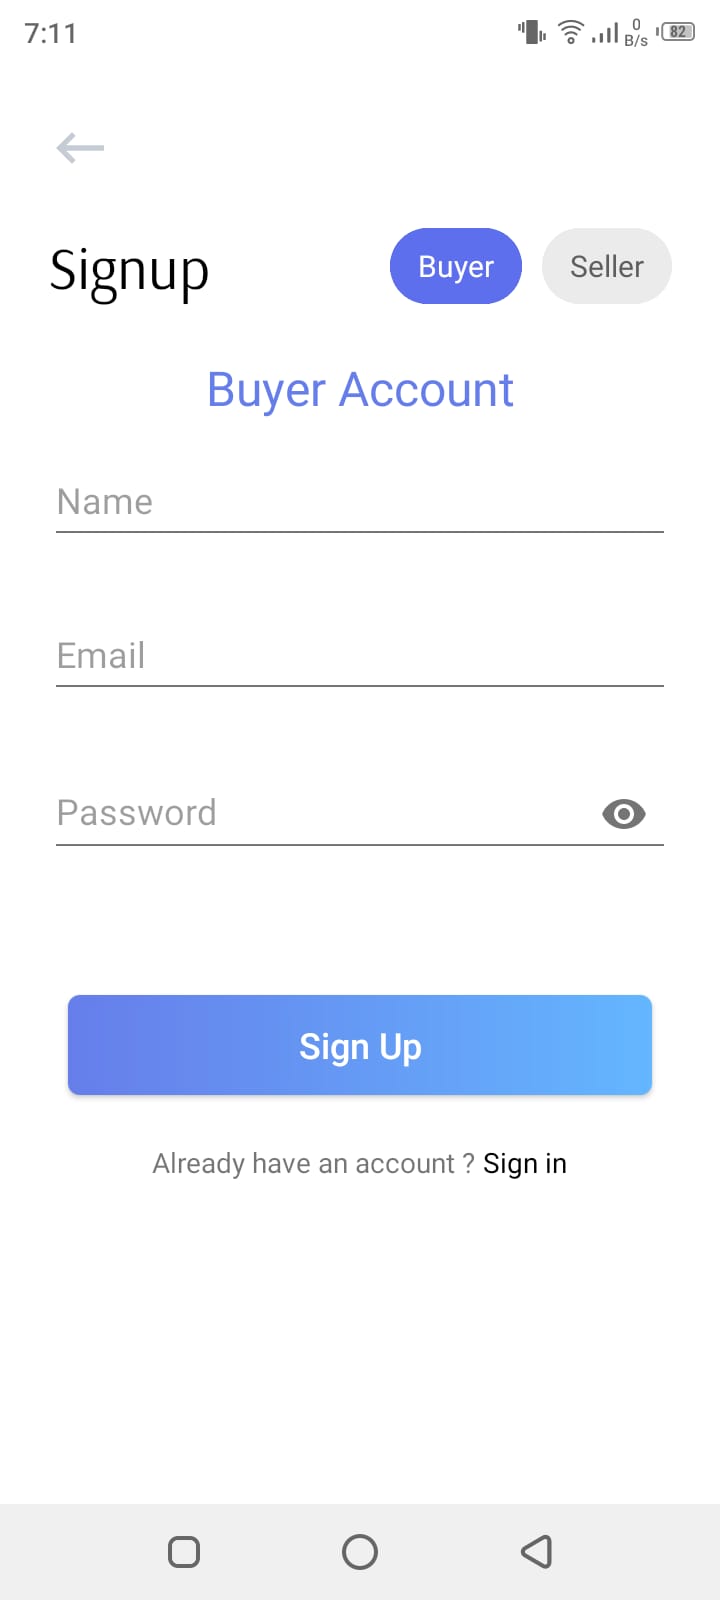 7:11 0 B/s 82
Signup Buyer Seller
Buyer Account
Name
Email
Password
Sign Up
Already have an account ? Sign in